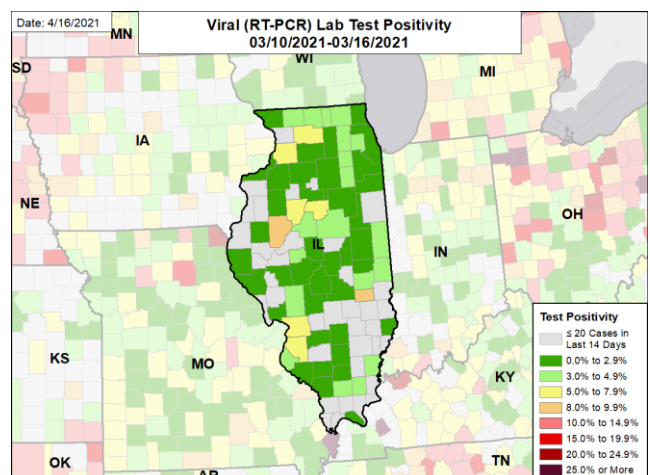 Date: 4/16/2021
Viral (RT-PCR) Lab Test Positivity
03/10/2021-03/16/2021
MN
WI
SD
MI
IA
NE
OH
IL
IN
KS
MO
KY
OK
AR
TN
Test Positivity
≤ 20 Cases in
Last 14 Days
0.0% to 2.9%
3.0% to 4.9%
5.0% to 7.9%
8.0% to 9.9%
10.0% to 14.9%
15.0% to 19.9%
20.0% to 24.9%
25.0% or More